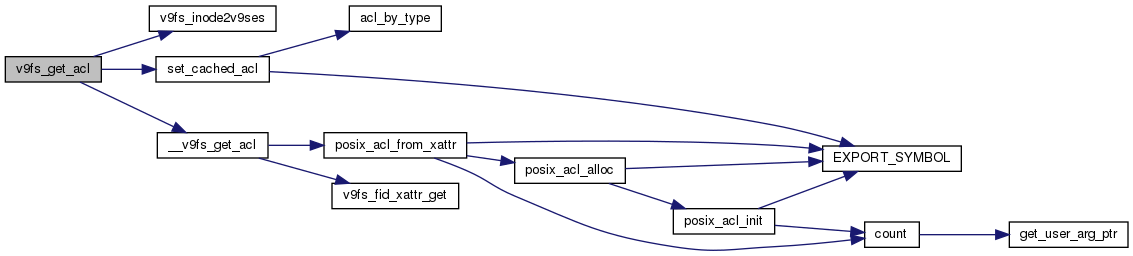 v9fs_inode2v9ses
acl_by_type
v9fs_get_acl
set_cached_acl
__v9fs_get_acl
posix_acl_from_xattr
EXPORT_SYMBOL
posix_acl_alloc
v9fs_fid_xattr_get
posix_acl_init
count
get_user_arg_ptr